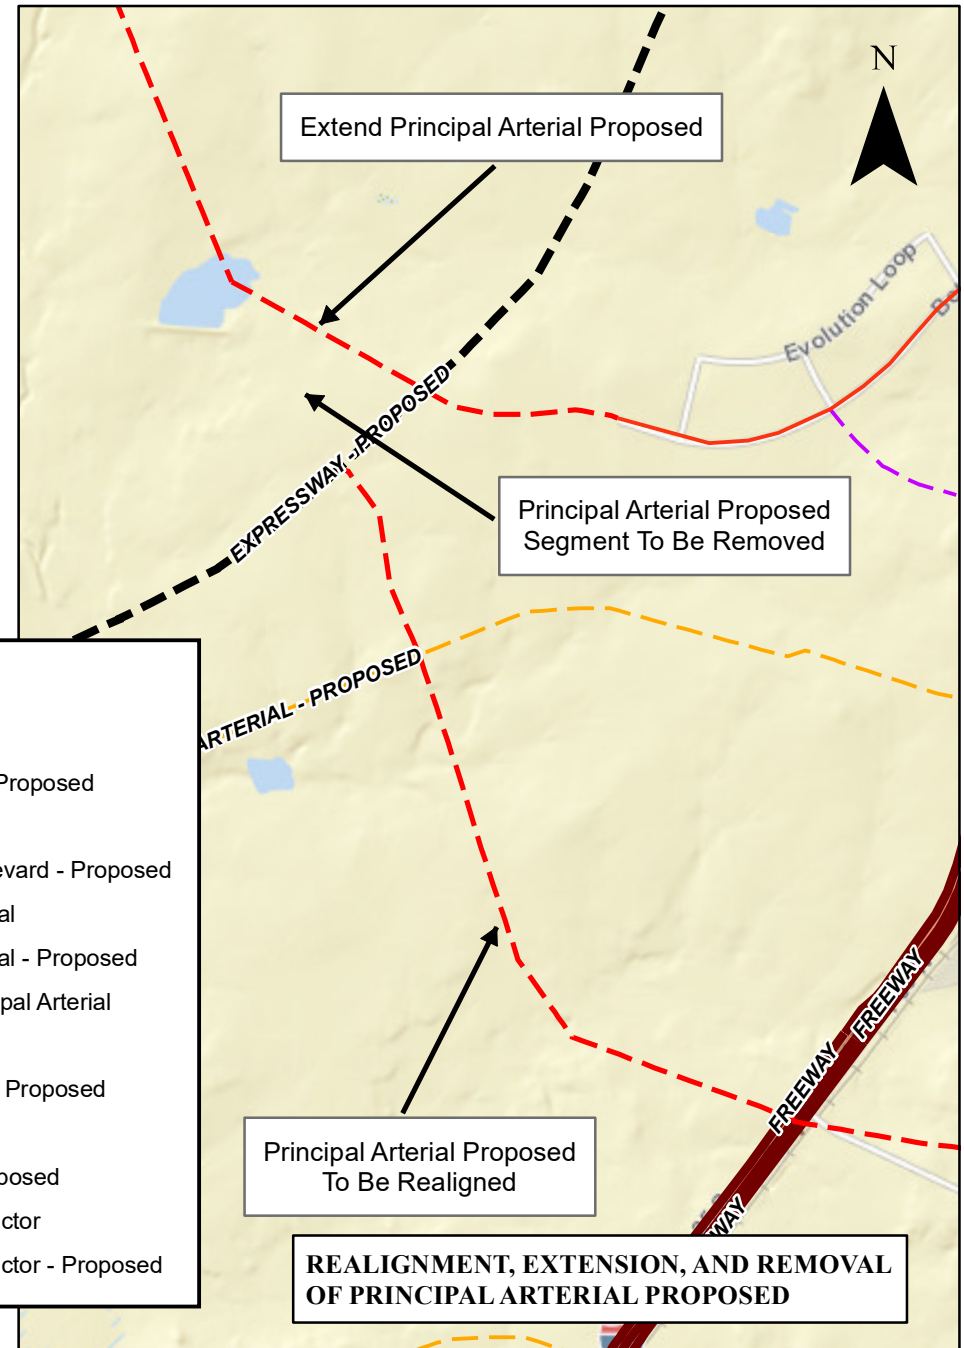 N
Extend Principal Arterial Proposed
Evolution Loop
EXPRESSWAY - PROPOSED
Principal Arterial Proposed
Segment To Be Removed
ARTERIAL - PROPOSED
Proposed
evard - Proposed
al
al - Proposed
pal Arterial
Proposed
posed
ctor
ctor - Proposed
FREEWAY
FREEWAY
WAY
Principal Arterial Proposed
To Be Realigned
REALIGNMENT, EXTENSION, AND REMOVAL
OF PRINCIPAL ARTERIAL PROPOSED